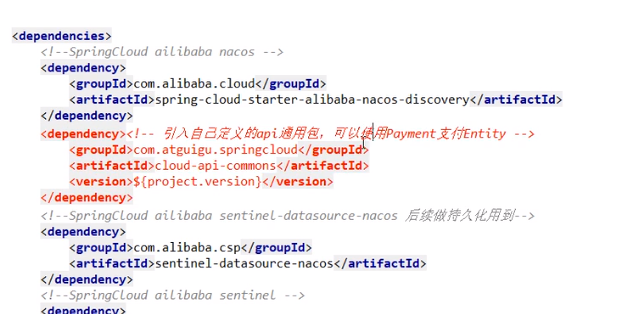 <dependencies>
<!--SpringCloud ailibaba nacos -->
<dependency>
<groupId>com.alibaba.cloud</groupId>
<artifactId>spring-cloud-starter-alibaba-nacos-discovery</artifactId>
</dependency>
<dependency><!-- 引入自己定义的api通用包，可以使用Payment支付Entity -->
<groupId>com.atguigu.springcloud</groupId>
<artifactId>cloud-api-commons</artifactId>
<version>${project.version}</version>
</dependency>
<!--SpringCloud ailibaba sentinel-datasource-nacos 后续做持久化用到-->
<dependency>
<groupId>com.alibaba.csp</groupId>
<artifactId>sentinel-datasource-nacos</artifactId>
</dependency>
<!--SpringCloud ailibaba sentinel -->
<dependency>